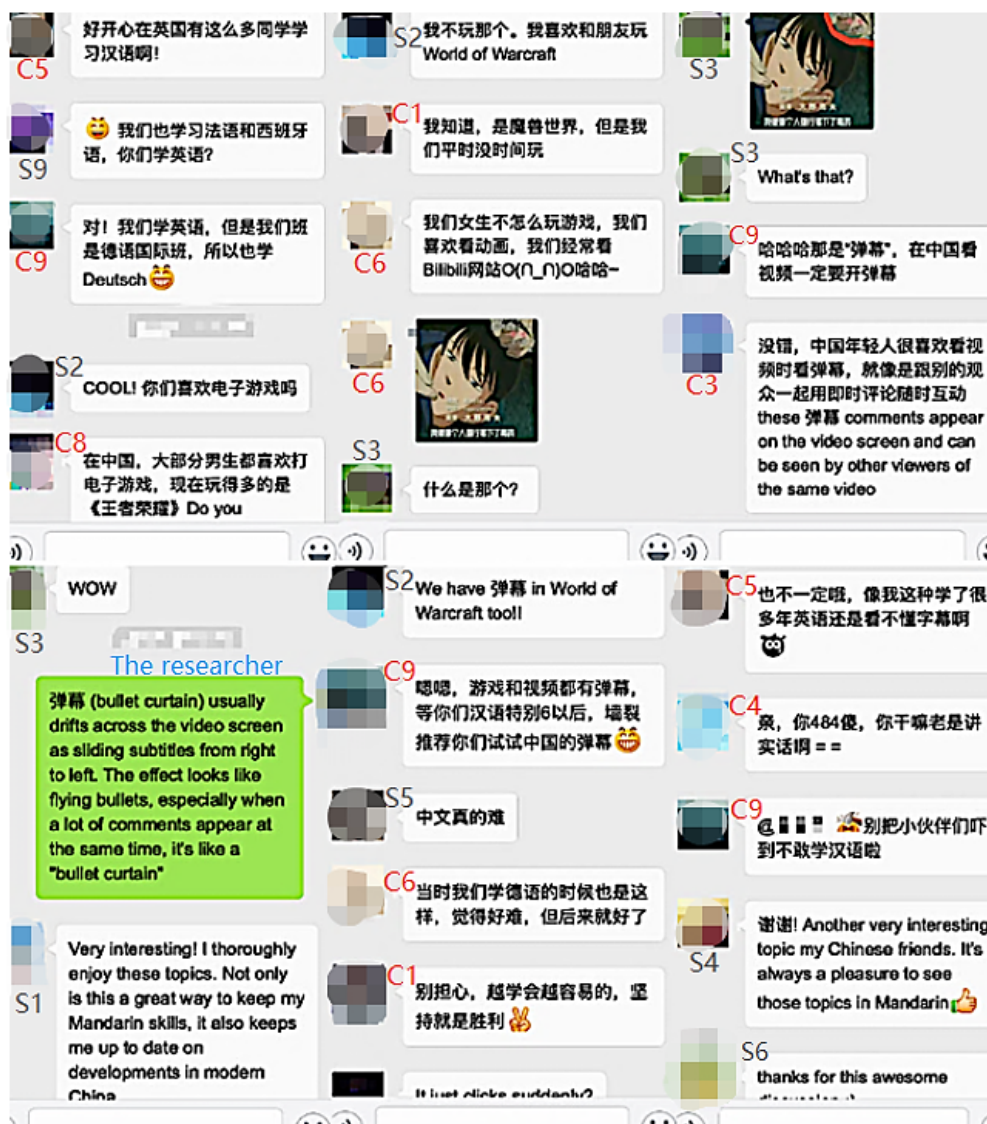 好开心在英国有这么多同学学
习汉语啊!
C5
我们也学习法语和西班牙
语，你们学英语?
S9
对！我们学英语，但是我们班
是德语国际班，所以也学
Deutsch
C9
S2
COOL! 你们喜欢电子游戏吗
C8
在中国，大部分男生都喜欢打
电子游戏，现在玩得多的是
《王者荣耀》Do you
S2
我不玩那个。我喜欢和朋友玩
World of Warcraft
C1
我知道，是魔兽世界，但是我
们平时没时间玩
我们女生不怎么玩游戏，我们
喜欢看动画，我们经常看
Bilibili网站O(∩_∩)O哈哈~
C6
C6
S3
什么是那个?
S3
S3
What's that?
C9
哈哈哈那是"弹幕"，在中国看
视频一定要开弹幕
没错，中国年轻人很喜欢看视
频时看弹幕，就像是跟别的观
众一起用即时评论随时互动
these 弹幕 comments appear
on the video screen and can
be seen by other viewers of
the same video
C3
WOW
S3
The researcher
弹幕 (bullet curtain) usually
drifts across the video screen
as sliding subtitles from right
to left. The effect looks like
flying bullets, especially when
a lot of comments appear at
the same time, it's like a
"bullet curtain"
Very interesting! I thoroughly
enjoy these topics. Not only
is this a great way to keep my
Mandarin skills, it also keeps
me up to date on
developments in modern
China
S1
S2
We have 弹幕 in World of
Warcraft too!!
C9
嗯嗯，游戏和视频都有弹幕，
等你们汉语特别6以后，墙裂
推荐你们试试中国的弹幕
S5
中文真的难
C6
当时我们学德语的时候也是这
样，觉得好难，但后来就好了
C1
别担心，越学会越容易的，坚
持就是胜利
It just clicks suddenly?
C5
也不一定哦，像我这种学了很
多年英语还是看不懂字幕啊
C4
亲，你484傻，你干嘛老是讲
实话啊 = =
C9
@ 别把小伙伴们吓
到不敢学汉语啦
谢谢! Another very interesting
topic my Chinese friends. It's
always a pleasure to see
those topics in Mandarin
S4
S6
thanks for this awesome